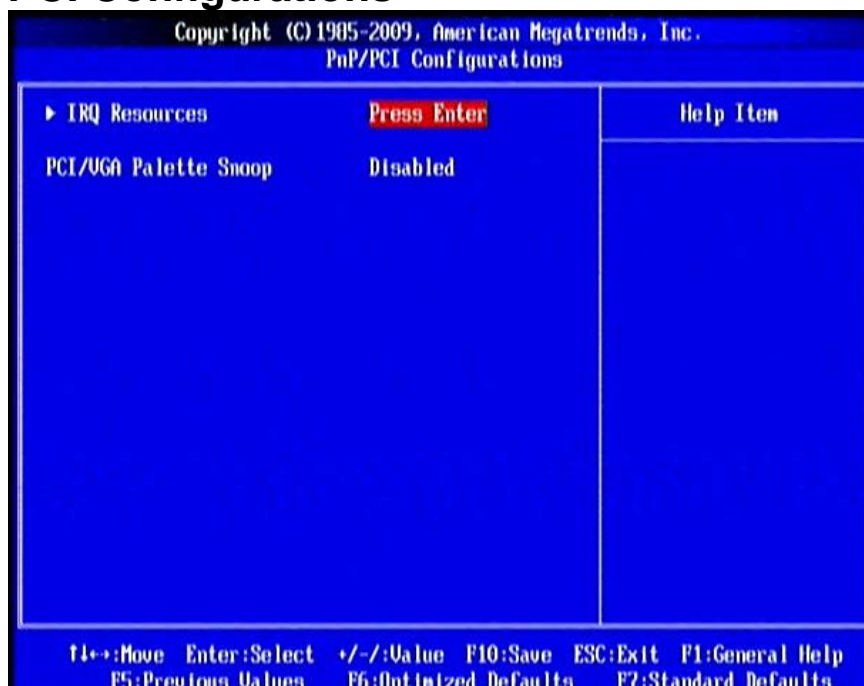 Copyright (C)1985-2009, American Megatrends, Inc.
PnP/PCI Configurations
▶ IRQ Resources Press Enter Help Item
PCI/VGA Palette Snoop Disabled
↑↓←→:Move Enter:Select +/-/:Value F10:Save ESC:Exit F1:General Help
F5:Previous Values F6:Optimized Defaults F7:Standard Defaults